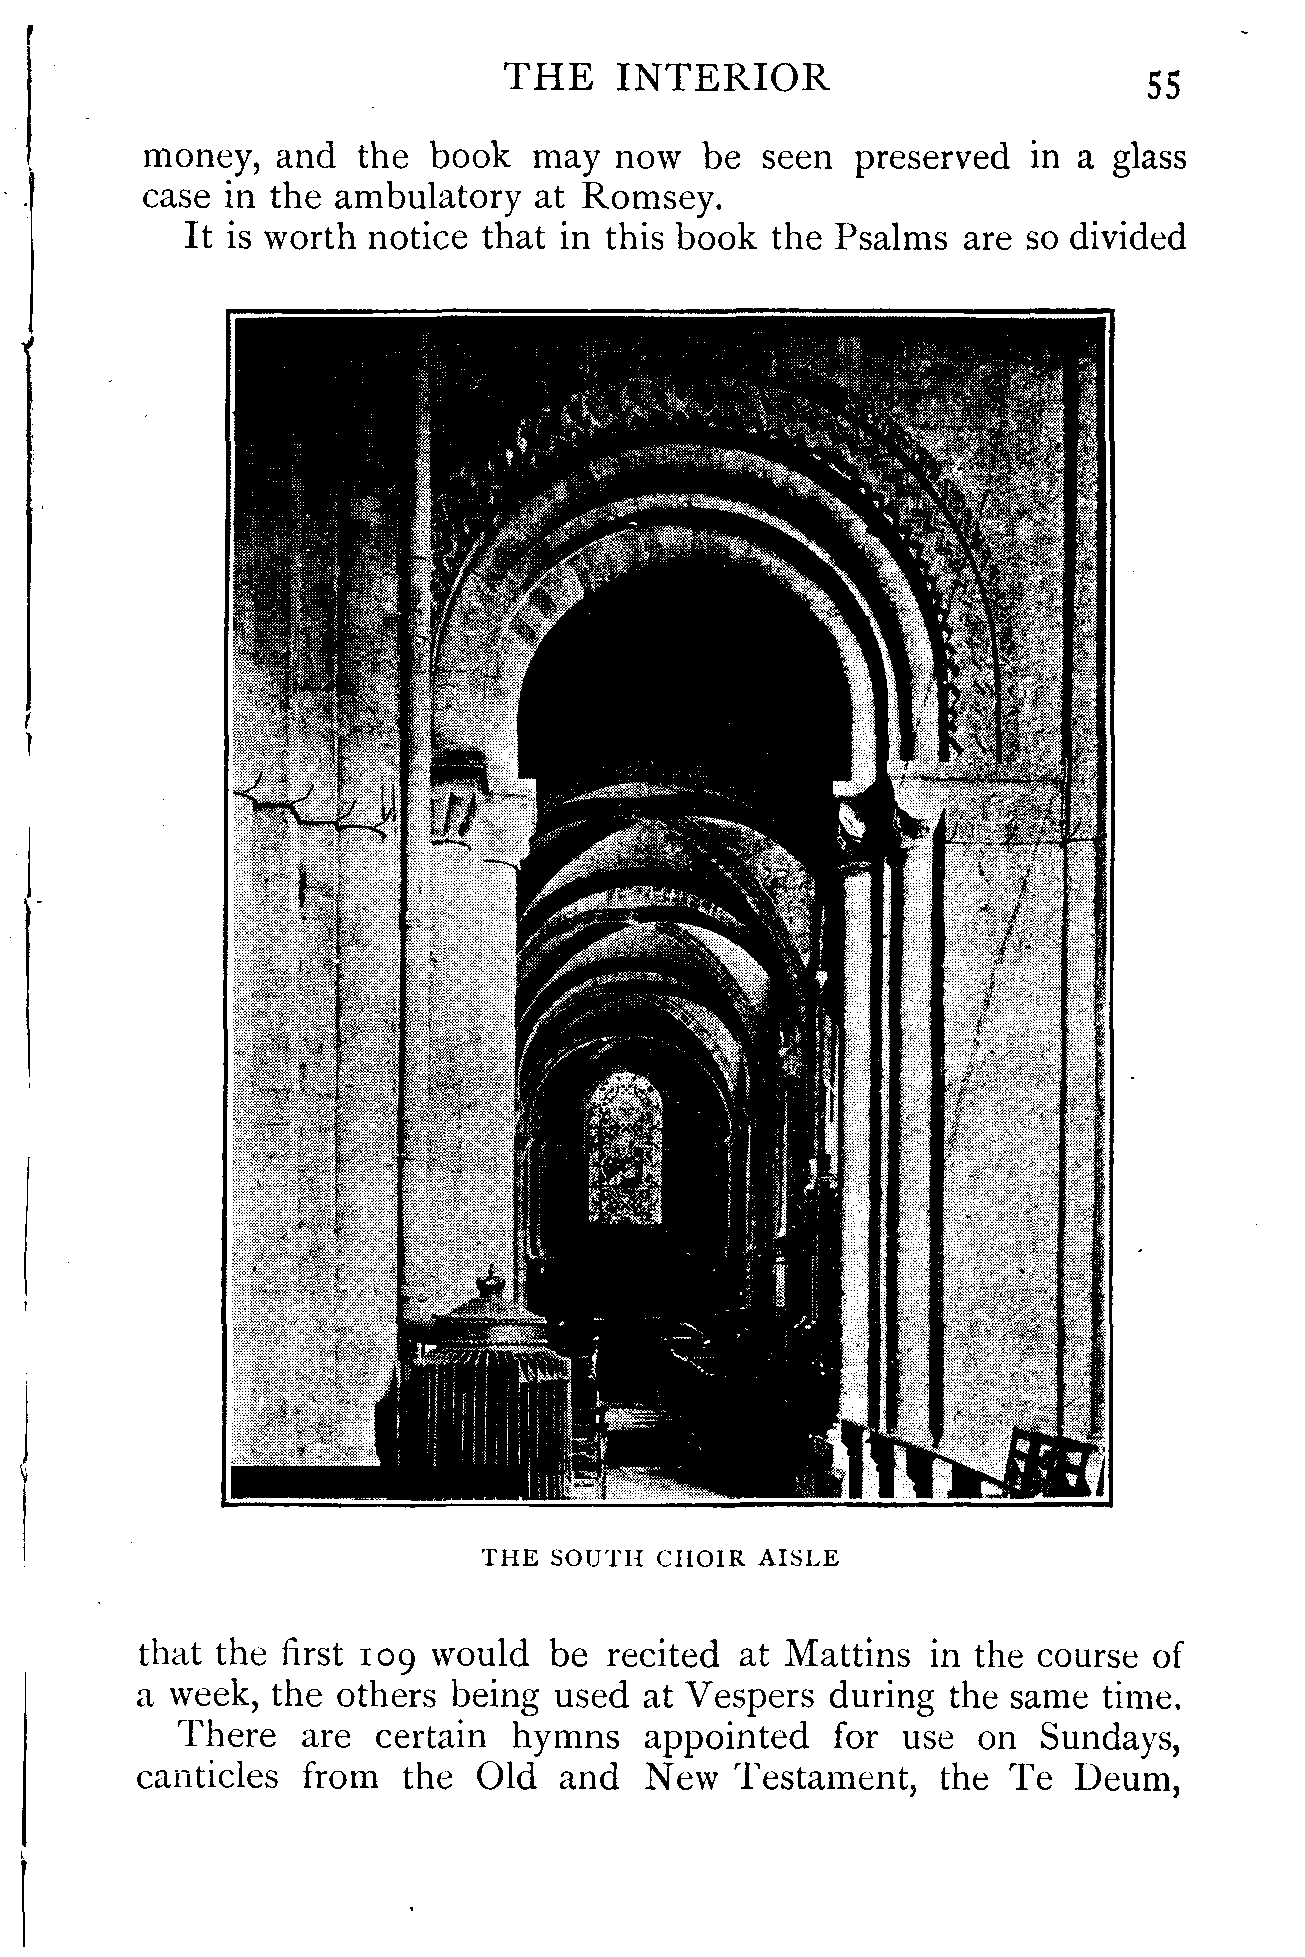 THE INTERIOR 55
money, and the book may now be seen preserved in a glass
case in the ambulatory at Romsey.
It is worth notice that in this book the Psalms are so divided
THE SOUTH CHOIR AISLE
that the first 109 would be recited at Mattins in the course of
a week, the others being used at Vespers during the same time.
There are certain hymns appointed for use on Sundays,
canticles from the Old and New Testament, the Te Deum,